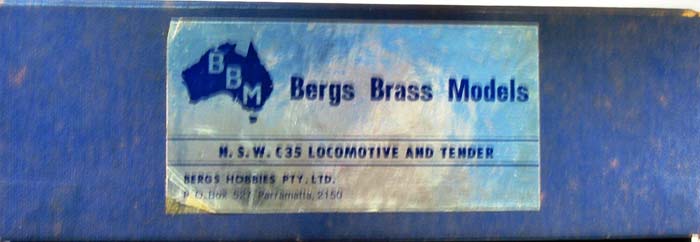 BBM
Bergs Brass Models
N.S.W. C35 LOCOMOTIVE AND TENDER
BERGS HOBBIES PTY. LTD.
P.O.Box 527, Parramatta, 2150